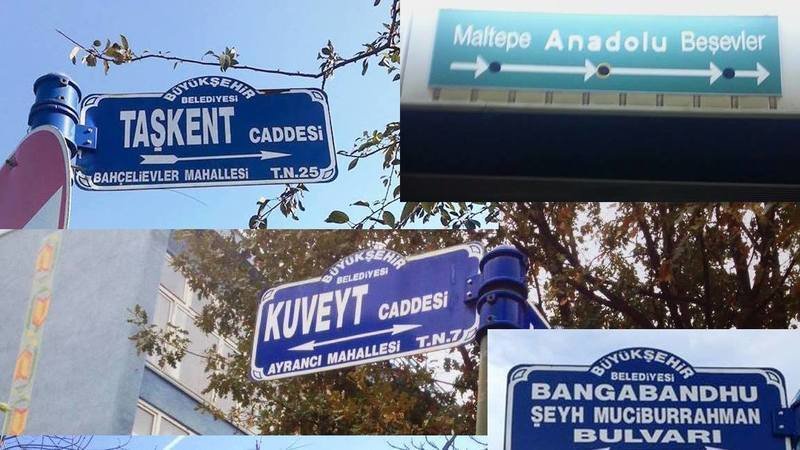 BÜYÜKŞEHİR
BELEDİYESİ
TAŞKENT CADDESİ
BAHÇELİEVLER MAHALLESİ T.N.25
Maltepe Anadolu Beşevler
BÜYÜKŞEHİR
BELEDİYESİ
KUVEYT CADDESİ
AYRANCI MAHALLESİ T.N.7
BÜYÜKŞEHİR
BELEDİYESİ
BANGABANDHU
ŞEYH MUCİBURRAHMAN
BULVARI